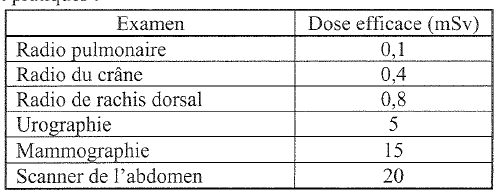 Examen Dose efficace (mSv)
Radio pulmonaire 0,1
Radio du crâne 0,4
Radio de rachis dorsal 0,8
Urographie 5
Mammographie 15
Scanner de l'abdomen 20